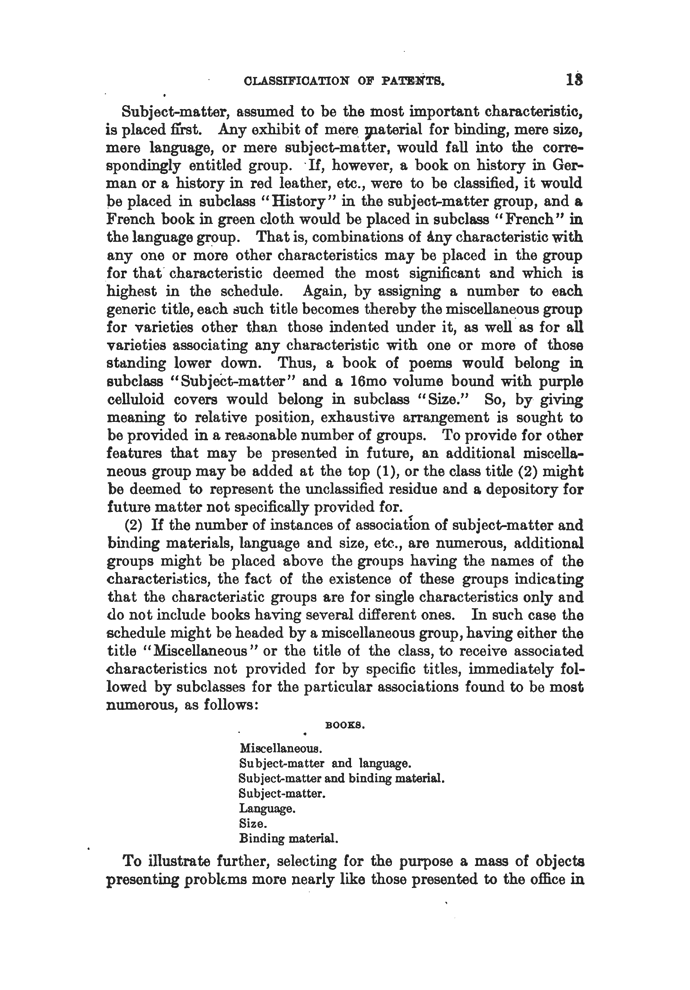 CLASSIFICATION OF PATENTS. 13
Subject-matter, assumed to be the most important characteristic,
is placed first. Any exhibit of mere material for binding, mere size,
mere language, or mere subject-matter, would fall into the corre-
spondingly entitled group. If, however, a book on history in Ger-
man or a history in red leather, etc., were to be classified, it would
be placed in subclass "History" in the subject-matter group, and a
French book in green cloth would be placed in subclass "French" in
the language group. That is, combinations of any characteristic with
any one or more other characteristics may be placed in the group
for that characteristic deemed the most significant and which is
highest in the schedule. Again, by assigning a number to each
generic title, each such title becomes thereby the miscellaneous group
for varieties other than those indented under it, as well as for all
varieties associating any characteristic with one or more of those
standing lower down. Thus, a book of poems would belong in
subclass "Subject-matter" and a 16mo volume bound with purple
celluloid covers would belong in subclass "Size." So, by giving
meaning to relative position, exhaustive arrangement is sought to
be provided in a reasonable number of groups. To provide for other
features that may be presented in future, an additional miscella-
neous group may be added at the top (1), or the class title (2) might
be deemed to represent the unclassified residue and a depository for
future matter not specifically provided for.
(2) If the number of instances of association of subject-matter and
binding materials, language and size, etc., are numerous, additional
groups might be placed above the groups having the names of the
characteristics, the fact of the existence of these groups indicating
that the characteristic groups are for single characteristics only and
do not include books having several different ones. In such case the
schedule might be headed by a miscellaneous group, having either the
title "Miscellaneous" or the title of the class, to receive associated
characteristics not provided for by specific titles, immediately fol-
lowed by subclasses for the particular associations found to be most
numerous, as follows:
BOOKS.
Miscellaneous.
Subject-matter and language.
Subject-matter and binding material.
Subject-matter.
Language.
Size.
Binding material.
To illustrate further, selecting for the purpose a mass of objects
presenting problems more nearly like those presented to the office in